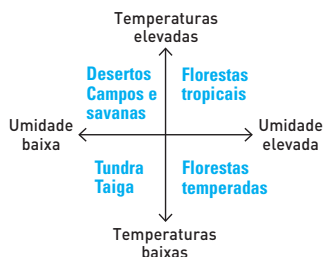 Temperaturas
elevadas
Desertos
Campos e
savanas
Florestas
tropicais
Umidade
baixa
Umidade
elevada
Tundra
Taiga
Florestas
temperadas
Temperaturas
baixas